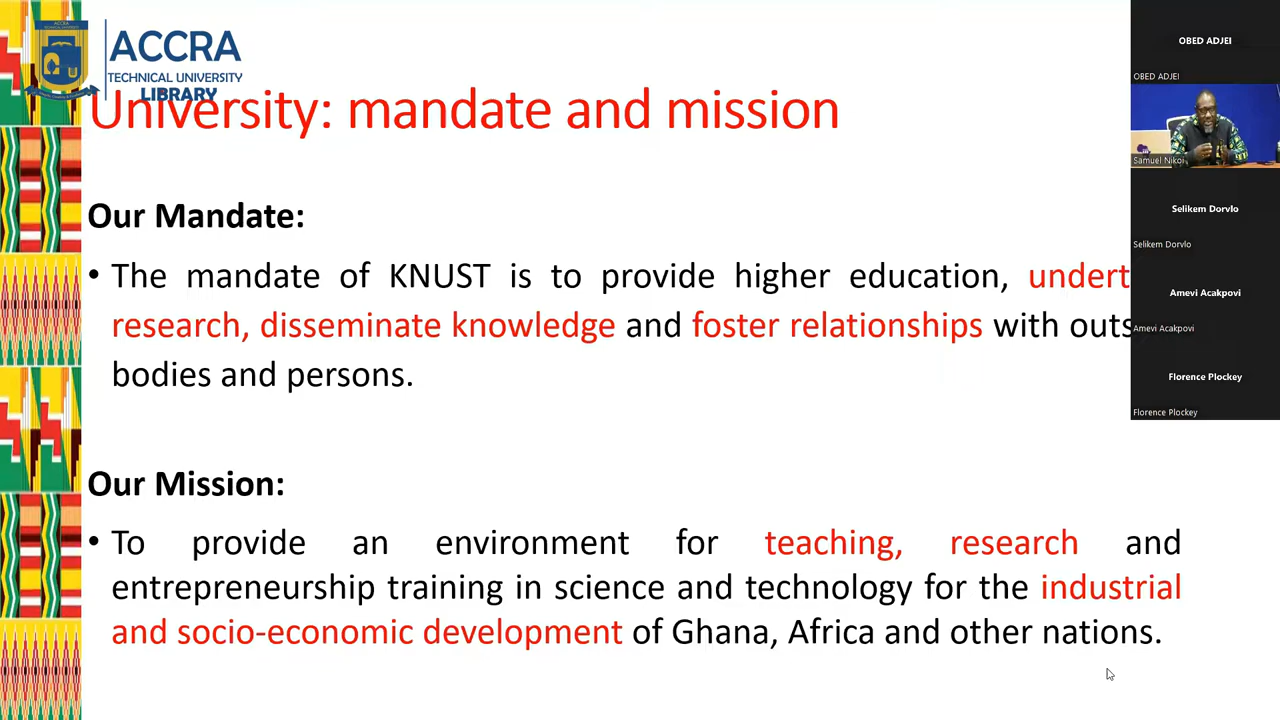 ACCRA
TECHNICAL UNIVERSITY
LIBRARY
University: mandate and mission
Our Mandate:
• The mandate of KNUST is to provide higher education, undert
research, disseminate knowledge and foster relationships with outs
bodies and persons.
Our Mission:
• To provide an environment for teaching, research and
entrepreneurship training in science and technology for the industrial
and socio-economic development of Ghana, Africa and other nations.
OBED ADJEI
OBED ADJEI
Samuel Nikoi
Selikem Dorvlo
Selikem Dorvlo
Amevi Acakpovi
Amevi Acakpovi
Florence Plockey
Florence Plockey